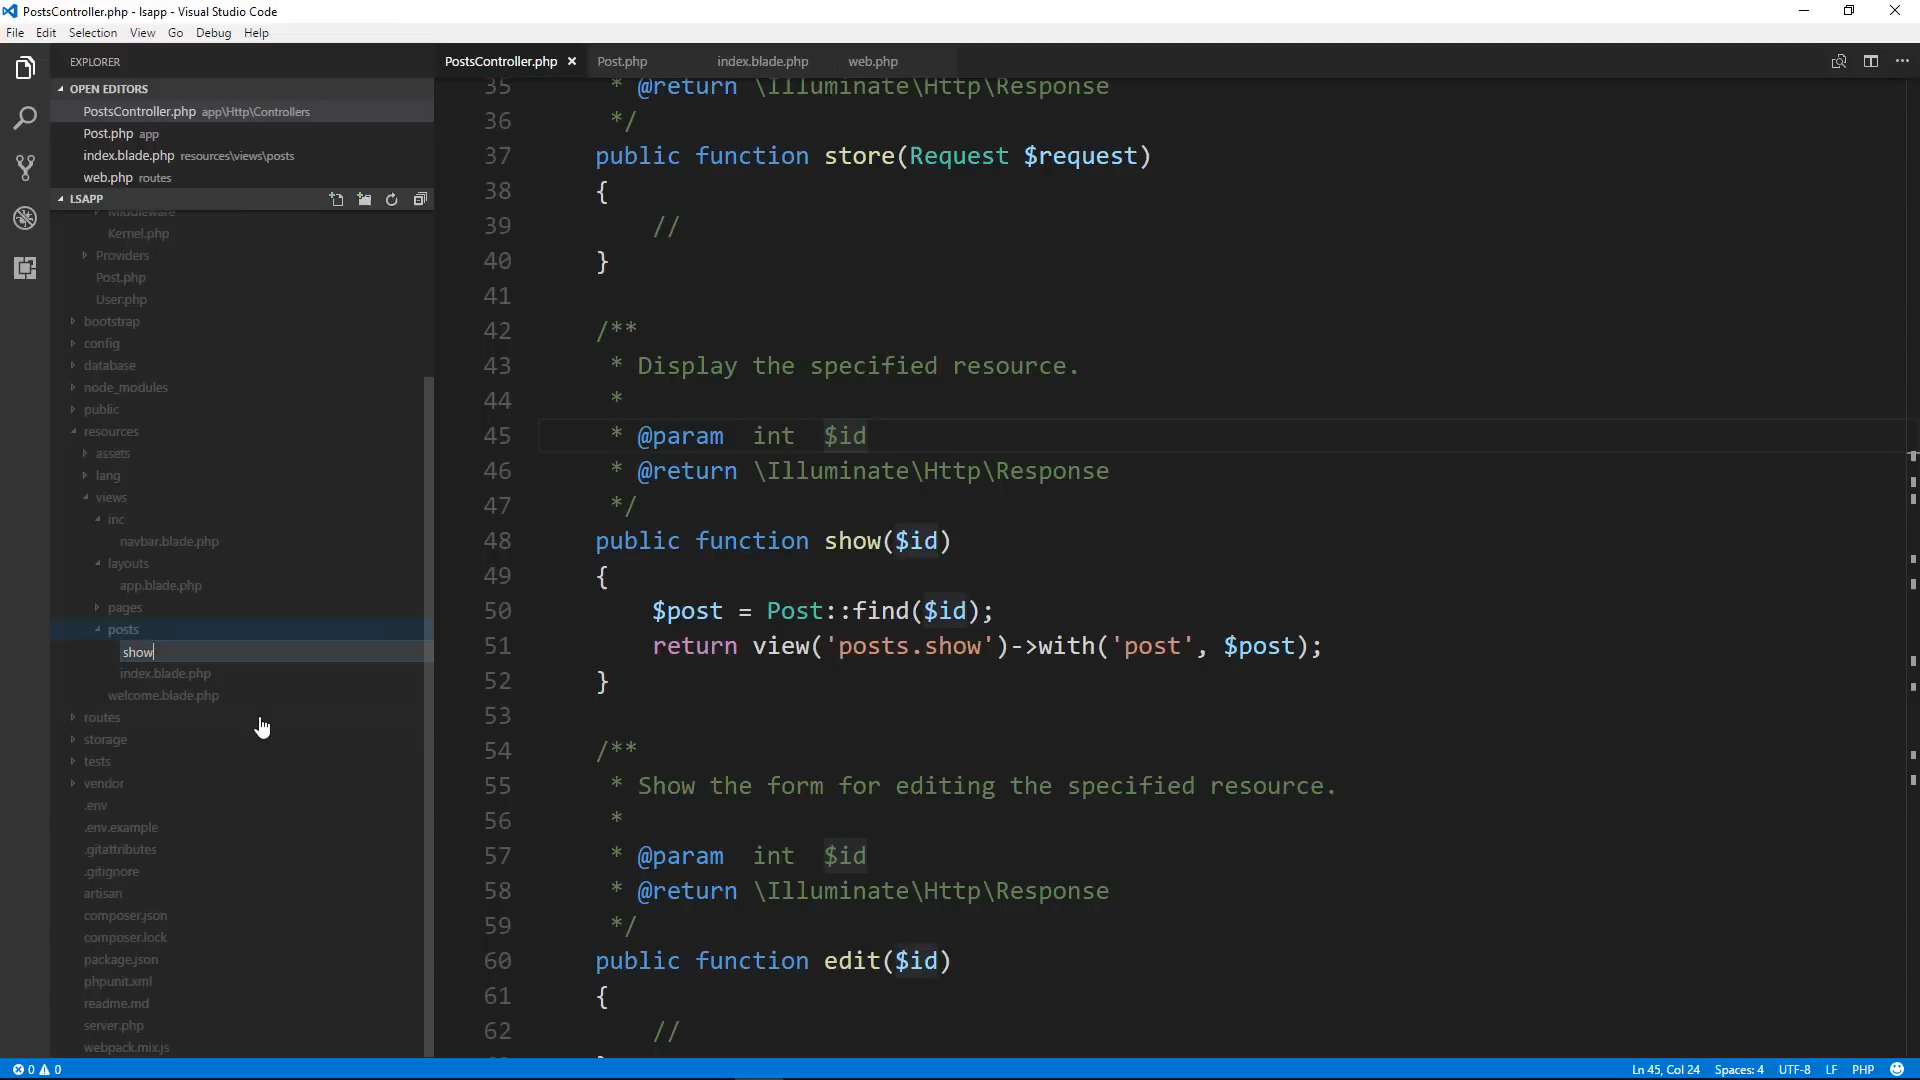 PostsController.php - lsapp - Visual Studio Code
File Edit Selection View Go Debug Help
EXPLORER
OPEN EDITORS
PostsController.php app\Http\Controllers
Post.php app
index.blade.php resources\views\posts
web.php routes
LSAPP
Middleware
Kernel.php
Providers
Post.php
User.php
bootstrap
config
database
node_modules
public
resources
assets
lang
views
inc
navbar.blade.php
layouts
app.blade.php
pages
posts
show
index.blade.php
welcome.blade.php
routes
storage
tests
vendor
.env
.env.example
.gitattributes
.gitignore
artisan
composer.json
composer.lock
package.json
phpunit.xml
readme.md
server.php
webpack.mix.js
PostsController.php Post.php index.blade.php web.php
35 * @return \Illuminate\Http\Response
36 */
37 public function store(Request $request)
38 {
39 //
40 }
41
42 /**
43 * Display the specified resource.
44 *
45 * @param int $id
46 * @return \Illuminate\Http\Response
47 */
48 public function show($id)
49 {
50 $post = Post::find($id);
51 return view('posts.show')->with('post', $post);
52 }
53
54 /**
55 * Show the form for editing the specified resource.
56 *
57 * @param int $id
58 * @return \Illuminate\Http\Response
59 */
60 public function edit($id)
61 {
62 //
0 0 Ln 45, Col 24 Spaces: 4 UTF-8 LF PHP